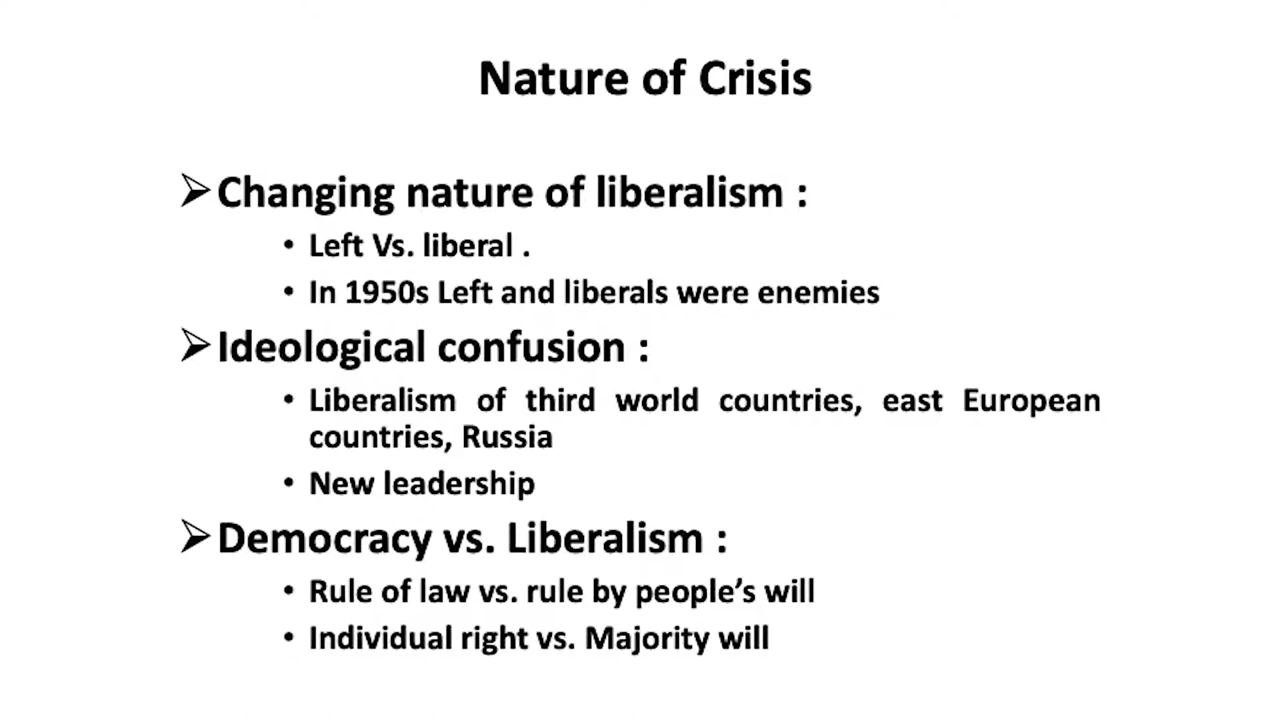 Nature of Crisis
➢Changing nature of liberalism :
• Left Vs. liberal .
• In 1950s Left and liberals were enemies
➢Ideological confusion :
• Liberalism of third world countries, east European
countries, Russia
• New leadership
➢Democracy vs. Liberalism :
• Rule of law vs. rule by people’s will
• Individual right vs. Majority will